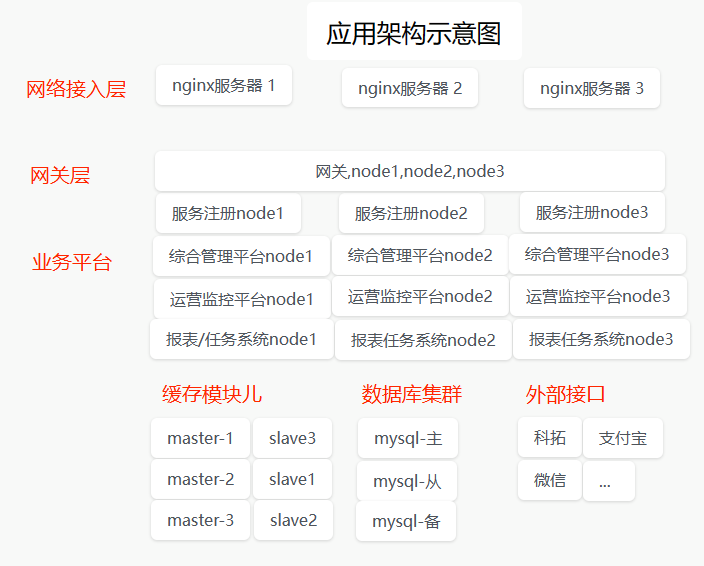 应用架构示意图
网络接入层
nginx服务器 1
nginx服务器 2
nginx服务器 3
网关层
网关,node1,node2,node3
服务注册node1
服务注册node2
服务注册node3
业务平台
综合管理平台node1
综合管理平台node2
综合管理平台node3
运营监控平台node1
运营监控平台node2
运营监控平台node3
报表/任务系统node1
报表任务系统node2
报表任务系统node3
缓存模块儿
数据库集群
外部接口
master-1
slave3
mysql-主
科拓
支付宝
master-2
slave1
mysql-从
微信
...
master-3
slave2
mysql-备